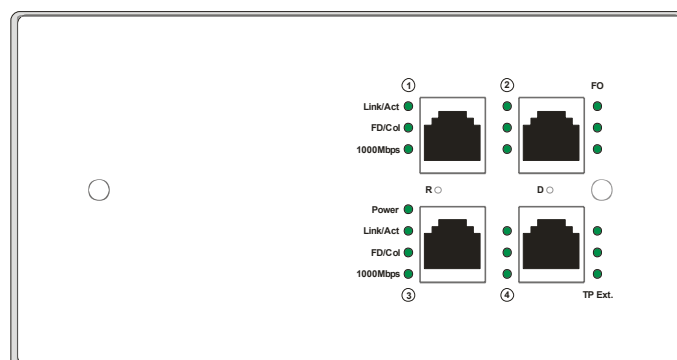 1 2 FO
Link/Act
FD/Col
1000Mbps
R D
Power
Link/Act
FD/Col
1000Mbps
3 4 TP Ext.